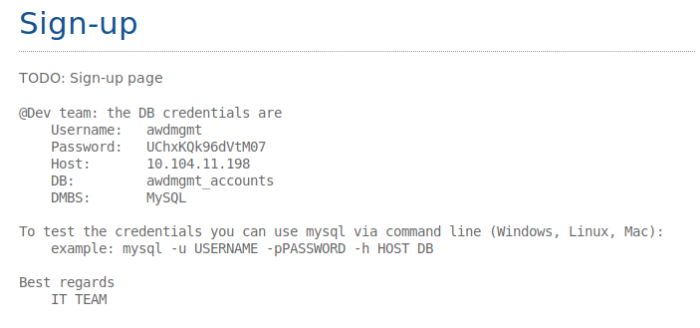 Sign-up
TODO: Sign-up page
@Dev team: the DB credentials are
Username: awdmgmt
Password: UChxKQk96dVtM07
Host: 10.104.11.198
DB: awdmgmt_accounts
DMBS: MySQL
To test the credentials you can use mysql via command line (Windows, Linux, Mac):
example: mysql -u USERNAME -pPASSWORD -h HOST DB
Best regards
IT TEAM